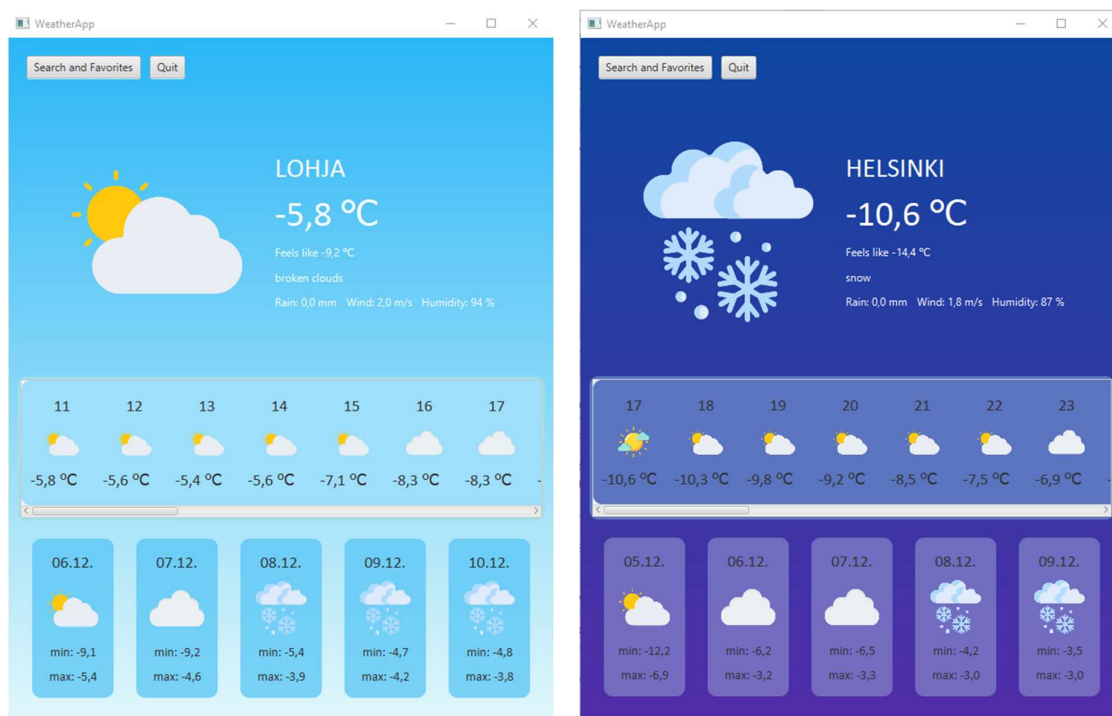 WeatherApp
Search and Favorites Quit
LOHJA
-5,8 ℃
Feels like -9,2 ℃
broken clouds
Rain: 0,0 mm Wind: 2,0 m/s Humidity: 94 %
11 12 13 14 15 16 17
-5,8 ℃ -5,6 ℃ -5,4 ℃ -5,6 ℃ -7,1 ℃ -8,3 ℃ -8,3 ℃ -
06.12. 07.12. 08.12. 09.12. 10.12.
min: -9,1 min: -9,2 min: -5,4 min: -4,7 min: -4,8
max: -5,4 max: -4,6 max: -3,9 max: -4,2 max: -3,8
WeatherApp
Search and Favorites Quit
HELSINKI
-10,6 ℃
Feels like -14,4 ℃
snow
Rain: 0,0 mm Wind: 1,8 m/s Humidity: 87 %
17 18 19 20 21 22 23
-10,6 ℃ -10,3 ℃ -9,8 ℃ -9,2 ℃ -8,5 ℃ -7,5 ℃ -6,9 ℃ -
05.12. 06.12. 07.12. 08.12. 09.12.
min: -12,2 min: -6,2 min: -6,5 min: -4,2 min: -3,5
max: -6,9 max: -3,2 max: -3,3 max: -3,0 max: -3,0